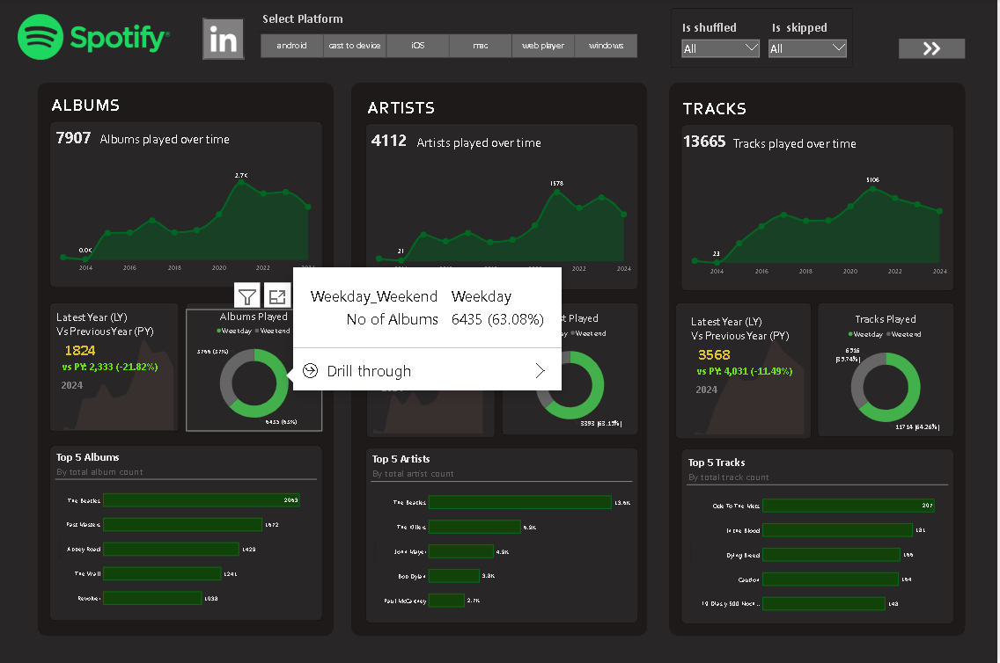 Spotify®
in
Select Platform
android
cast to device
iOS
mac
web player
windows
Is shuffled
All
Is skipped
All
ALBUMS
7907 Albums played over time
2.7K
0.0K
2014 2016 2018 2020 2022
Latest Year (LY)
Vs Previous Year (PY)
1824
vs PY: 2,333 (-21.82%)
2024
Albums Played
Weekday Weekend
3766 (37%)
6435 (63%)
Top 5 Albums
By total album count
The Beatles 2063
Past Masters 1672
Abbey Road 1429
The Wall 1241
Revolver 1038
ARTISTS
4112 Artists played over time
1578
21
2022 2024
Weekday_Weekend Weekday
No of Albums 6435 (63.08%)
Drill through
Played
Weekend
3393 (63.15%)
Top 5 Artists
By total artist count
The Beatles 13.6K
The Killers 6.9K
John Mayer 4.9K
Bob Dylan 3.8K
Paul McCartney 2.7K
TRACKS
13665 Tracks played over time
5106
23
2014 2016 2018 2020 2022 2024
Latest Year (LY)
Vs Previous Year (PY)
3568
vs PY: 4,031 (-11.49%)
2024
Tracks Played
Weekday Weekend
6516
(35.74%)
11714 (64.26%)
Top 5 Tracks
By total track count
Ode To The Mets 207
In the Blood 181
Dying Breed 166
Caution 164
19 Dias y 500 Noch... 148